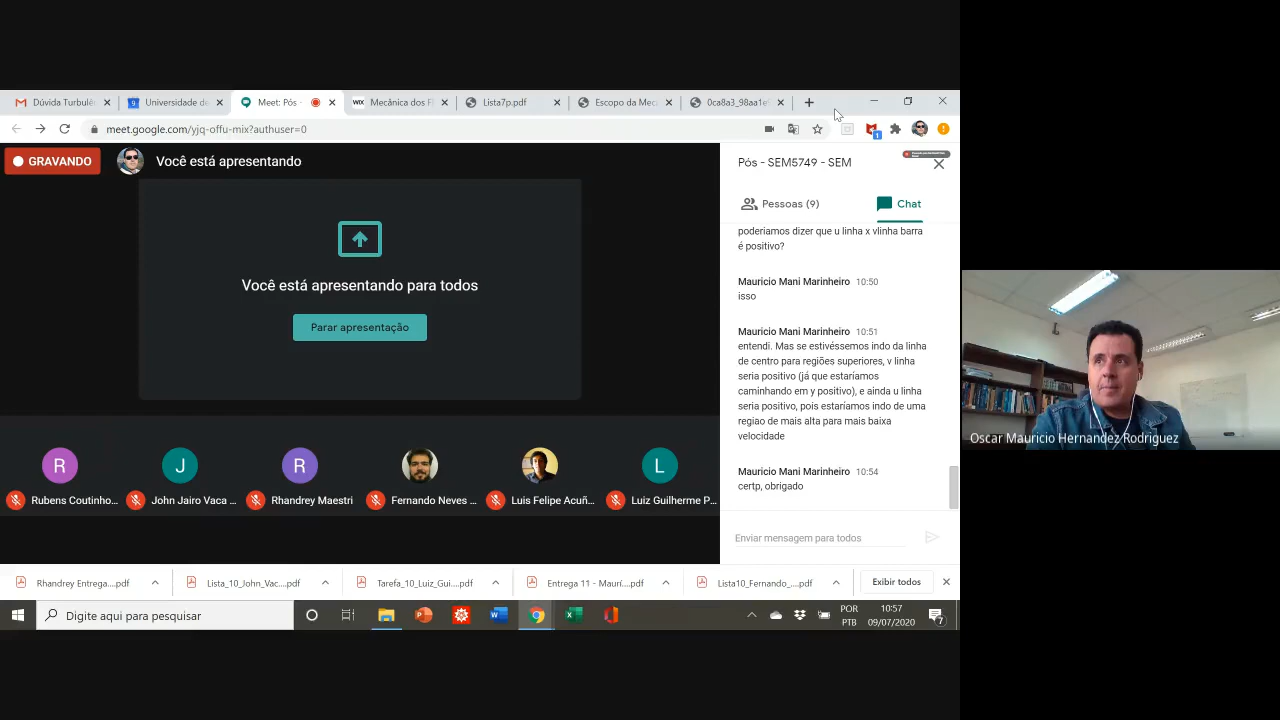 Dúvida Turbulê
Universidade de
Meet: Pós -
WIX
Mecânica dos F
Lista7p.pdf
Escopo da Mec
0ca8a3_98aa1e
meet.google.com/yjq-offu-mix?authuser=0
GRAVANDO
Você está apresentando
Você está apresentando para todos
Parar apresentação
R
J
R
L
Rubens Coutinho...
John Jairo Vaca ...
Rhandrey Maestri
Fernando Neves ...
Luis Felipe Acuñ...
Luiz Guilherme P...
Pós - SEM5749 - SEM
Pessoas (9)
Chat
poderiamos dizer que u linha x vlinha barra
é positivo?
Mauricio Mani Marinheiro 10:50
isso
Mauricio Mani Marinheiro 10:51
entendi. Mas se estivéssemos indo da linha
de centro para regiões superiores, v linha
seria positivo (já que estaríamos
caminhando em y positivo), e ainda u linha
seria positivo, pois estaríamos indo de uma
regiao de mais alta para mais baixa
velocidade
Mauricio Mani Marinheiro 10:54
certp, obrigado
Enviar mensagem para todos
Oscar Mauricio Hernandez Rodriguez
Rhandrey Entrega....pdf
Lista_10_John_Vac....pdf
Tarefa_10_Luiz_Gui....pdf
Entrega 11 - Maurí....pdf
Lista10_Fernando_....pdf
Exibir todos
Digite aqui para pesquisar
POR
PTB
10:57
09/07/2020
7